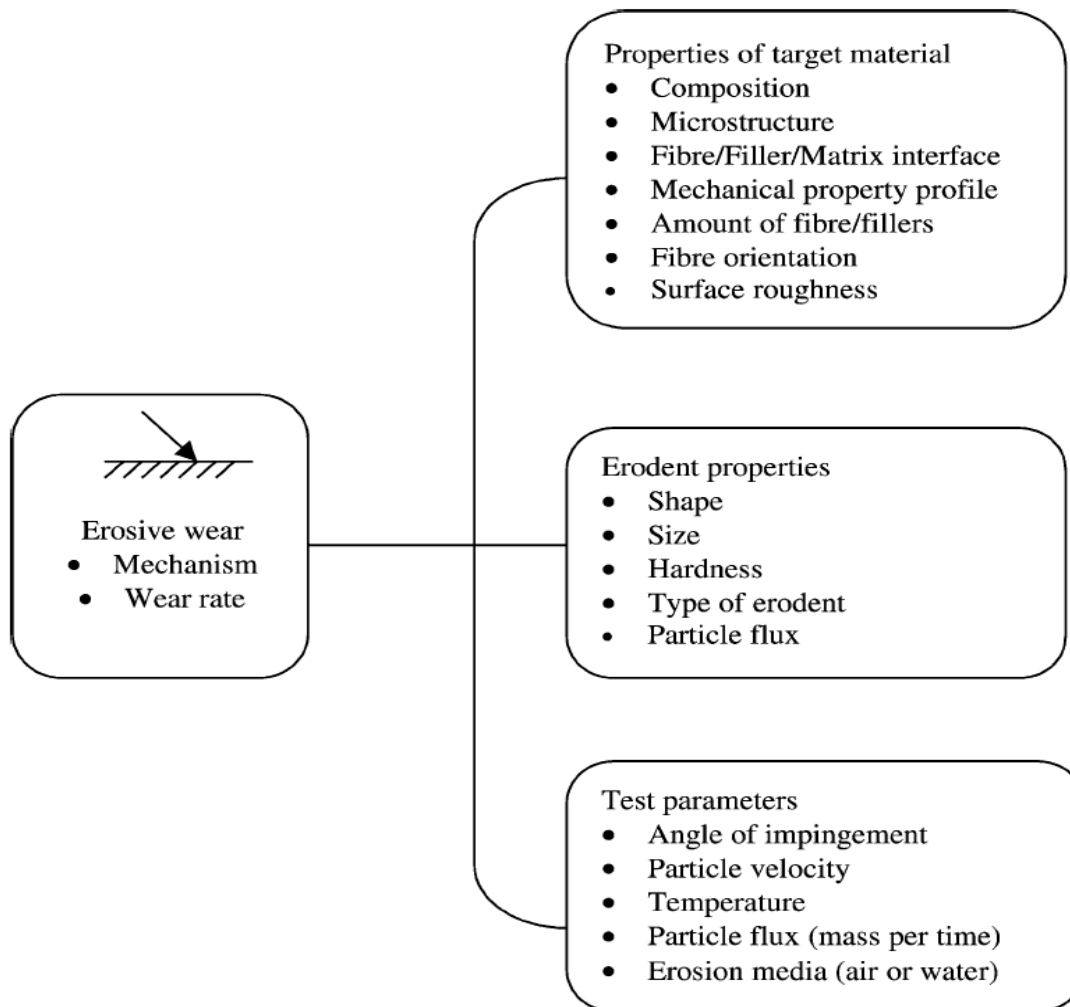 Properties of target material
• Composition
• Microstructure
• Fibre/Filler/Matrix interface
• Mechanical property profile
• Amount of fibre/fillers
• Fibre orientation
• Surface roughness
Erosive wear
• Mechanism
• Wear rate
Erodent properties
• Shape
• Size
• Hardness
• Type of erodent
• Particle flux
Test parameters
• Angle of impingement
• Particle velocity
• Temperature
• Particle flux (mass per time)
• Erosion media (air or water)